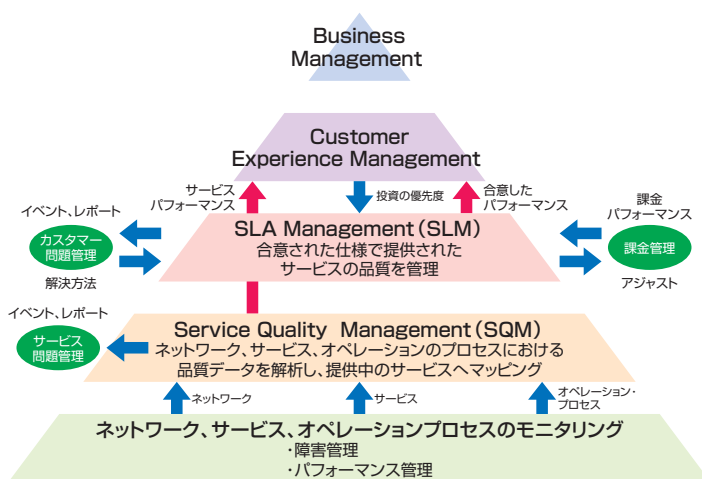 Business
Management
Customer
Experience Management
サービス
パフォーマンス
投資の優先度
合意した
パフォーマンス
イベント、レポート
カスタマー
問題管理
解決方法
SLA Management（SLM）
合意された仕様で提供された
サービスの品質を管理
課金
パフォーマンス
課金管理
アジャスト
イベント、レポート
サービス
問題管理
Service Quality Management（SQM）
ネットワーク、サービス、オペレーションのプロセスにおける
品質データを解析し、提供中のサービスへマッピング
ネットワーク
サービス
オペレーション・
プロセス
ネットワーク、サービス、オペレーションプロセスのモニタリング
・障害管理
・パフォーマンス管理